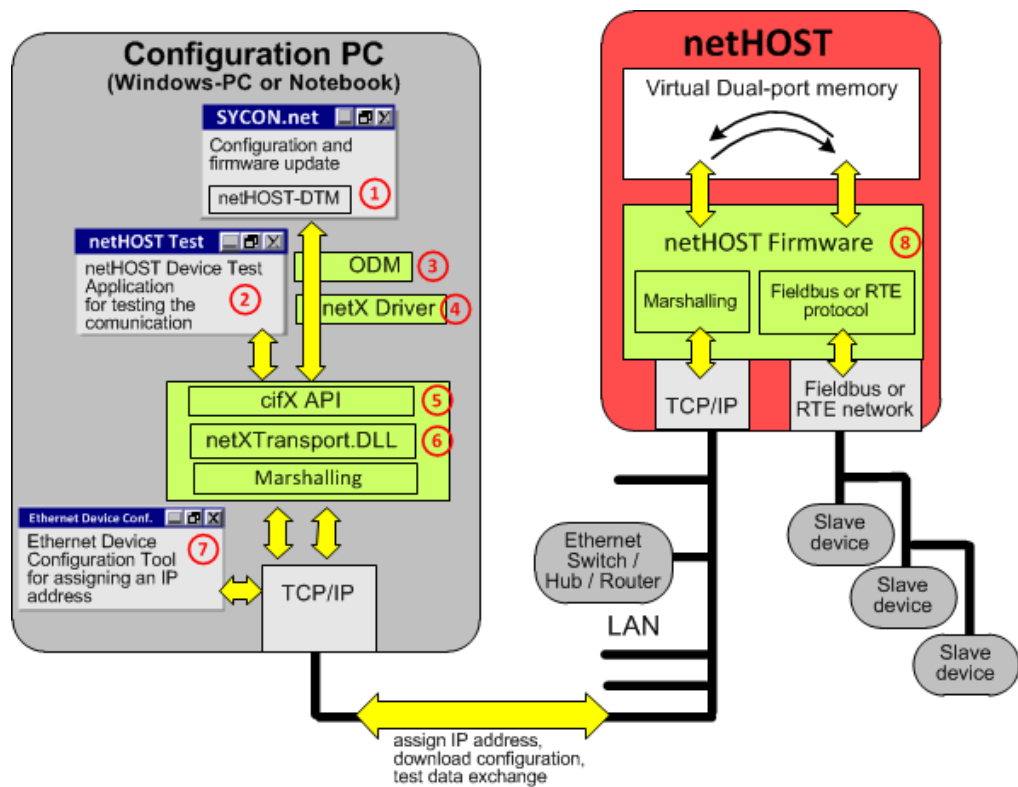 Configuration PC
(Windows-PC or Notebook)
SYCON.net
Configuration and
firmware update
netHOST-DTM
1
netHOST Test
netHOST Device Test
Application
for testing the
comunication
2
ODM
3
netX Driver
4
cifX API
5
netXTransport.DLL
6
Marshalling
Ethernet Device Conf.
Ethernet Device
Configuration Tool
for assigning an IP
address
7
TCP/IP
netHOST
Virtual Dual-port memory
netHOST Firmware
8
Marshalling
Fieldbus or RTE
protocol
TCP/IP
Fieldbus or
RTE network
Ethernet
Switch /
Hub / Router
LAN
Slave
device
Slave
device
Slave
device
assign IP address,
download configuration,
test data exchange